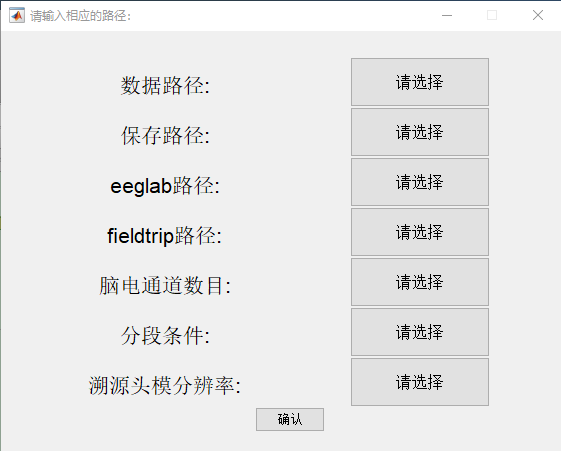 请输入相应的路径:
数据路径: 请选择
保存路径: 请选择
eeglab路径: 请选择
fieldtrip路径: 请选择
脑电通道数目: 请选择
分段条件: 请选择
溯源头模分辨率: 请选择
确认